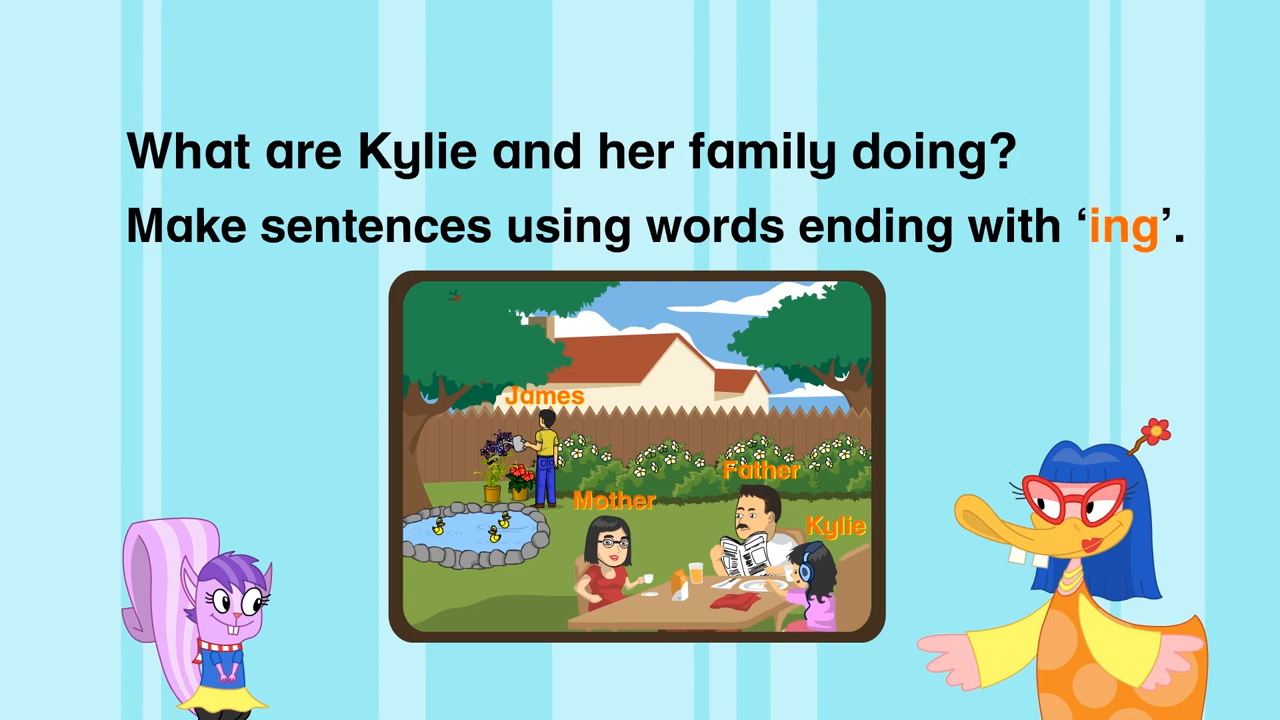 What are Kylie and her family doing?
Make sentences using words ending with ‘ing’.
James
Father
Mother
Kylie